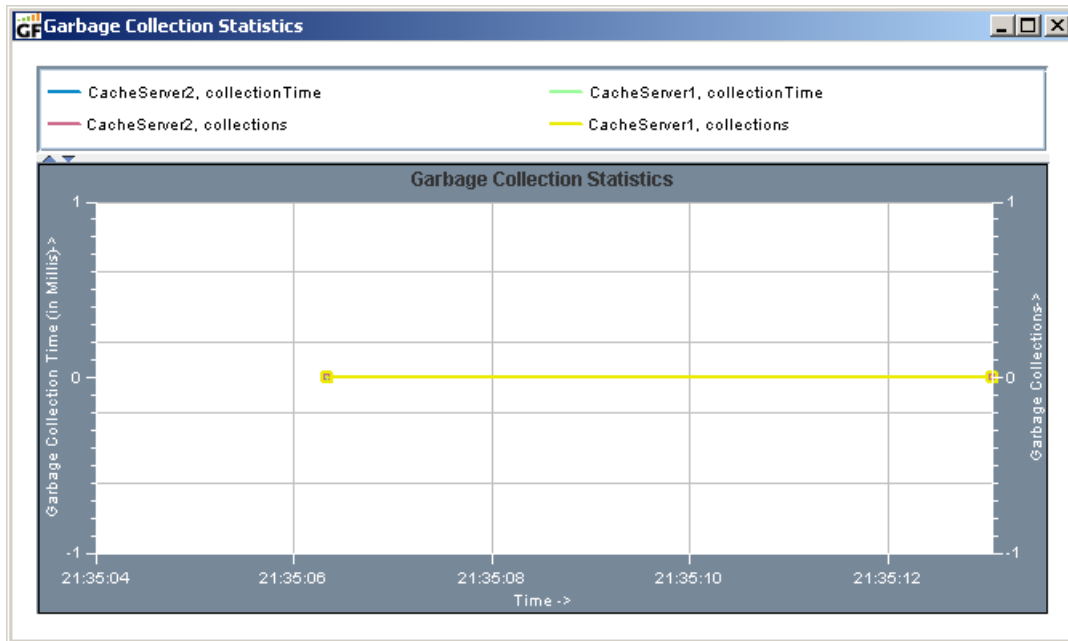 GF Garbage Collection Statistics
CacheServer2, collectionTime
CacheServer1, collectionTime
CacheServer2, collections
CacheServer1, collections
Garbage Collection Statistics
Garbage Collection Time (in Millis)->
1
0
-1
1
0
-1
Garbage Collections->
21:35:04 21:35:06 21:35:08 21:35:10 21:35:12
Time ->